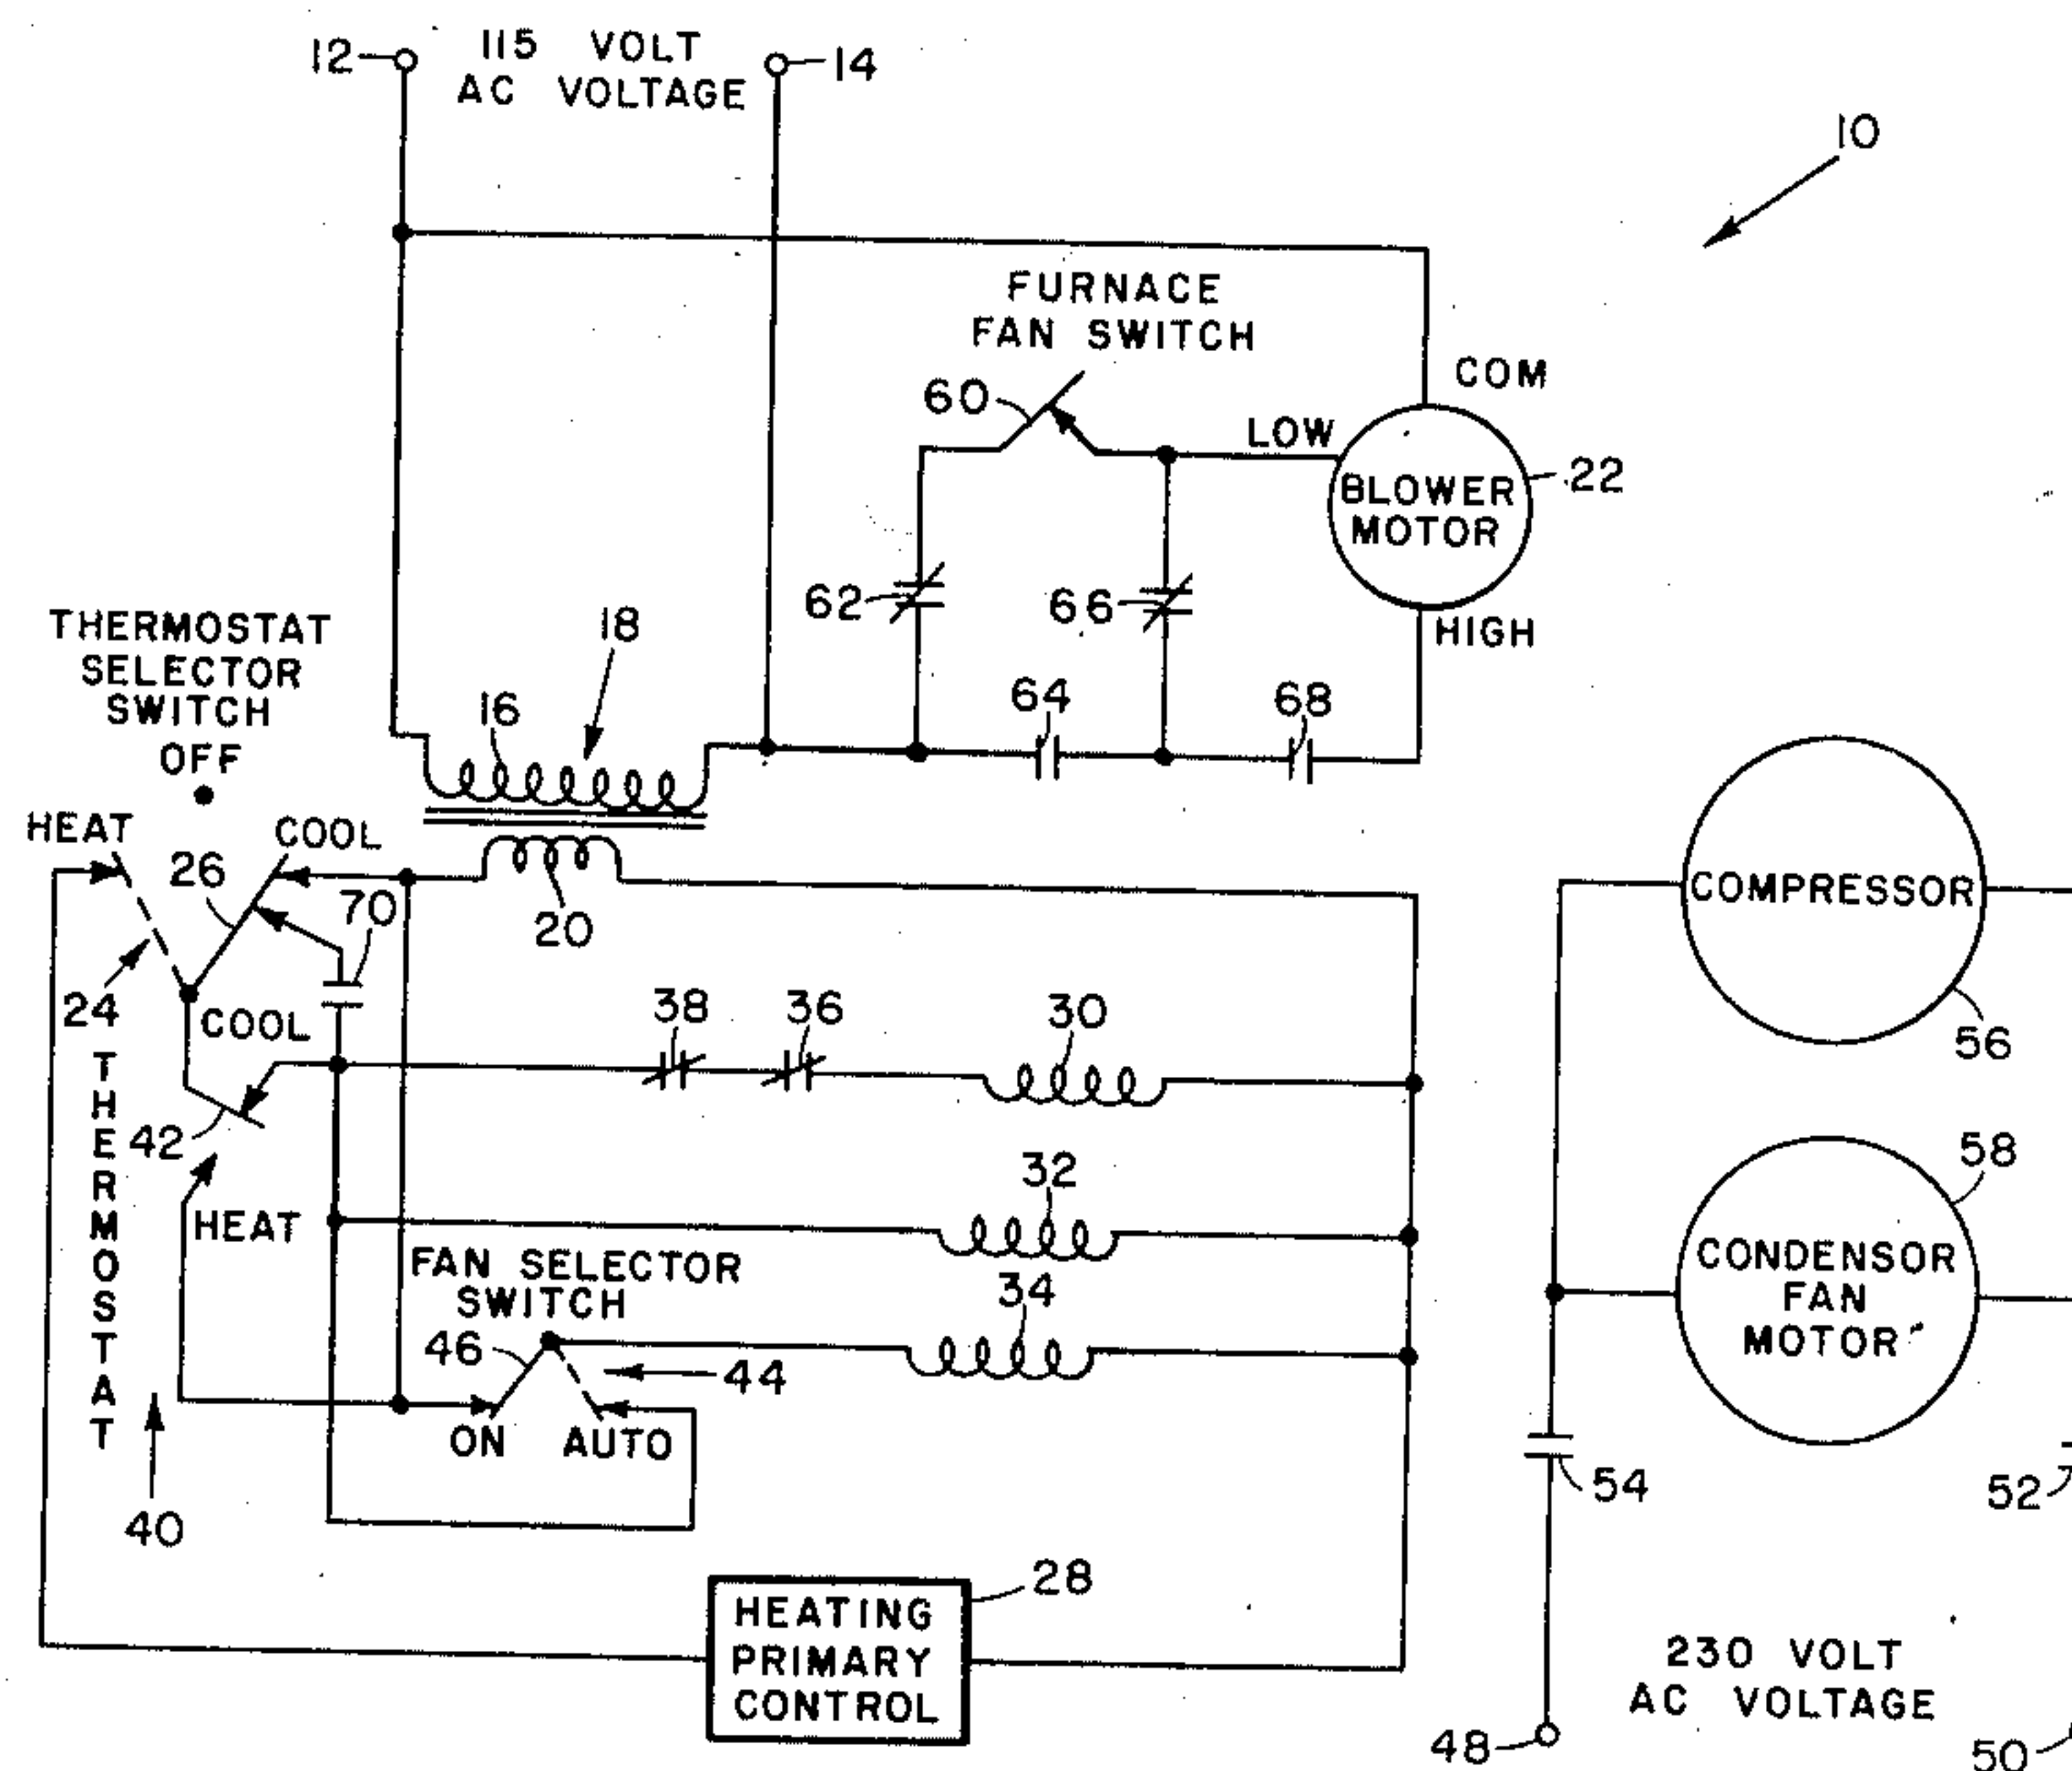 12
115 VOLT
AC VOLTAGE
14
10
FURNACE
FAN SWITCH
60
COM
LOW
BLOWER
MOTOR
22
62
66
HIGH
64
68
THERMOSTAT
SELECTOR
SWITCH
OFF
18
16
HEAT
COOL
26
70
20
24
COOL
38
36
30
COMPRESSOR
56
THERMOSTAT
42
HEAT
32
58
FAN SELECTOR
SWITCH
34
46
44
ON
AUTO
CONDENSOR
FAN
MOTOR
54
52
40
HEATING
PRIMARY
CONTROL
28
230 VOLT
AC VOLTAGE
48
50